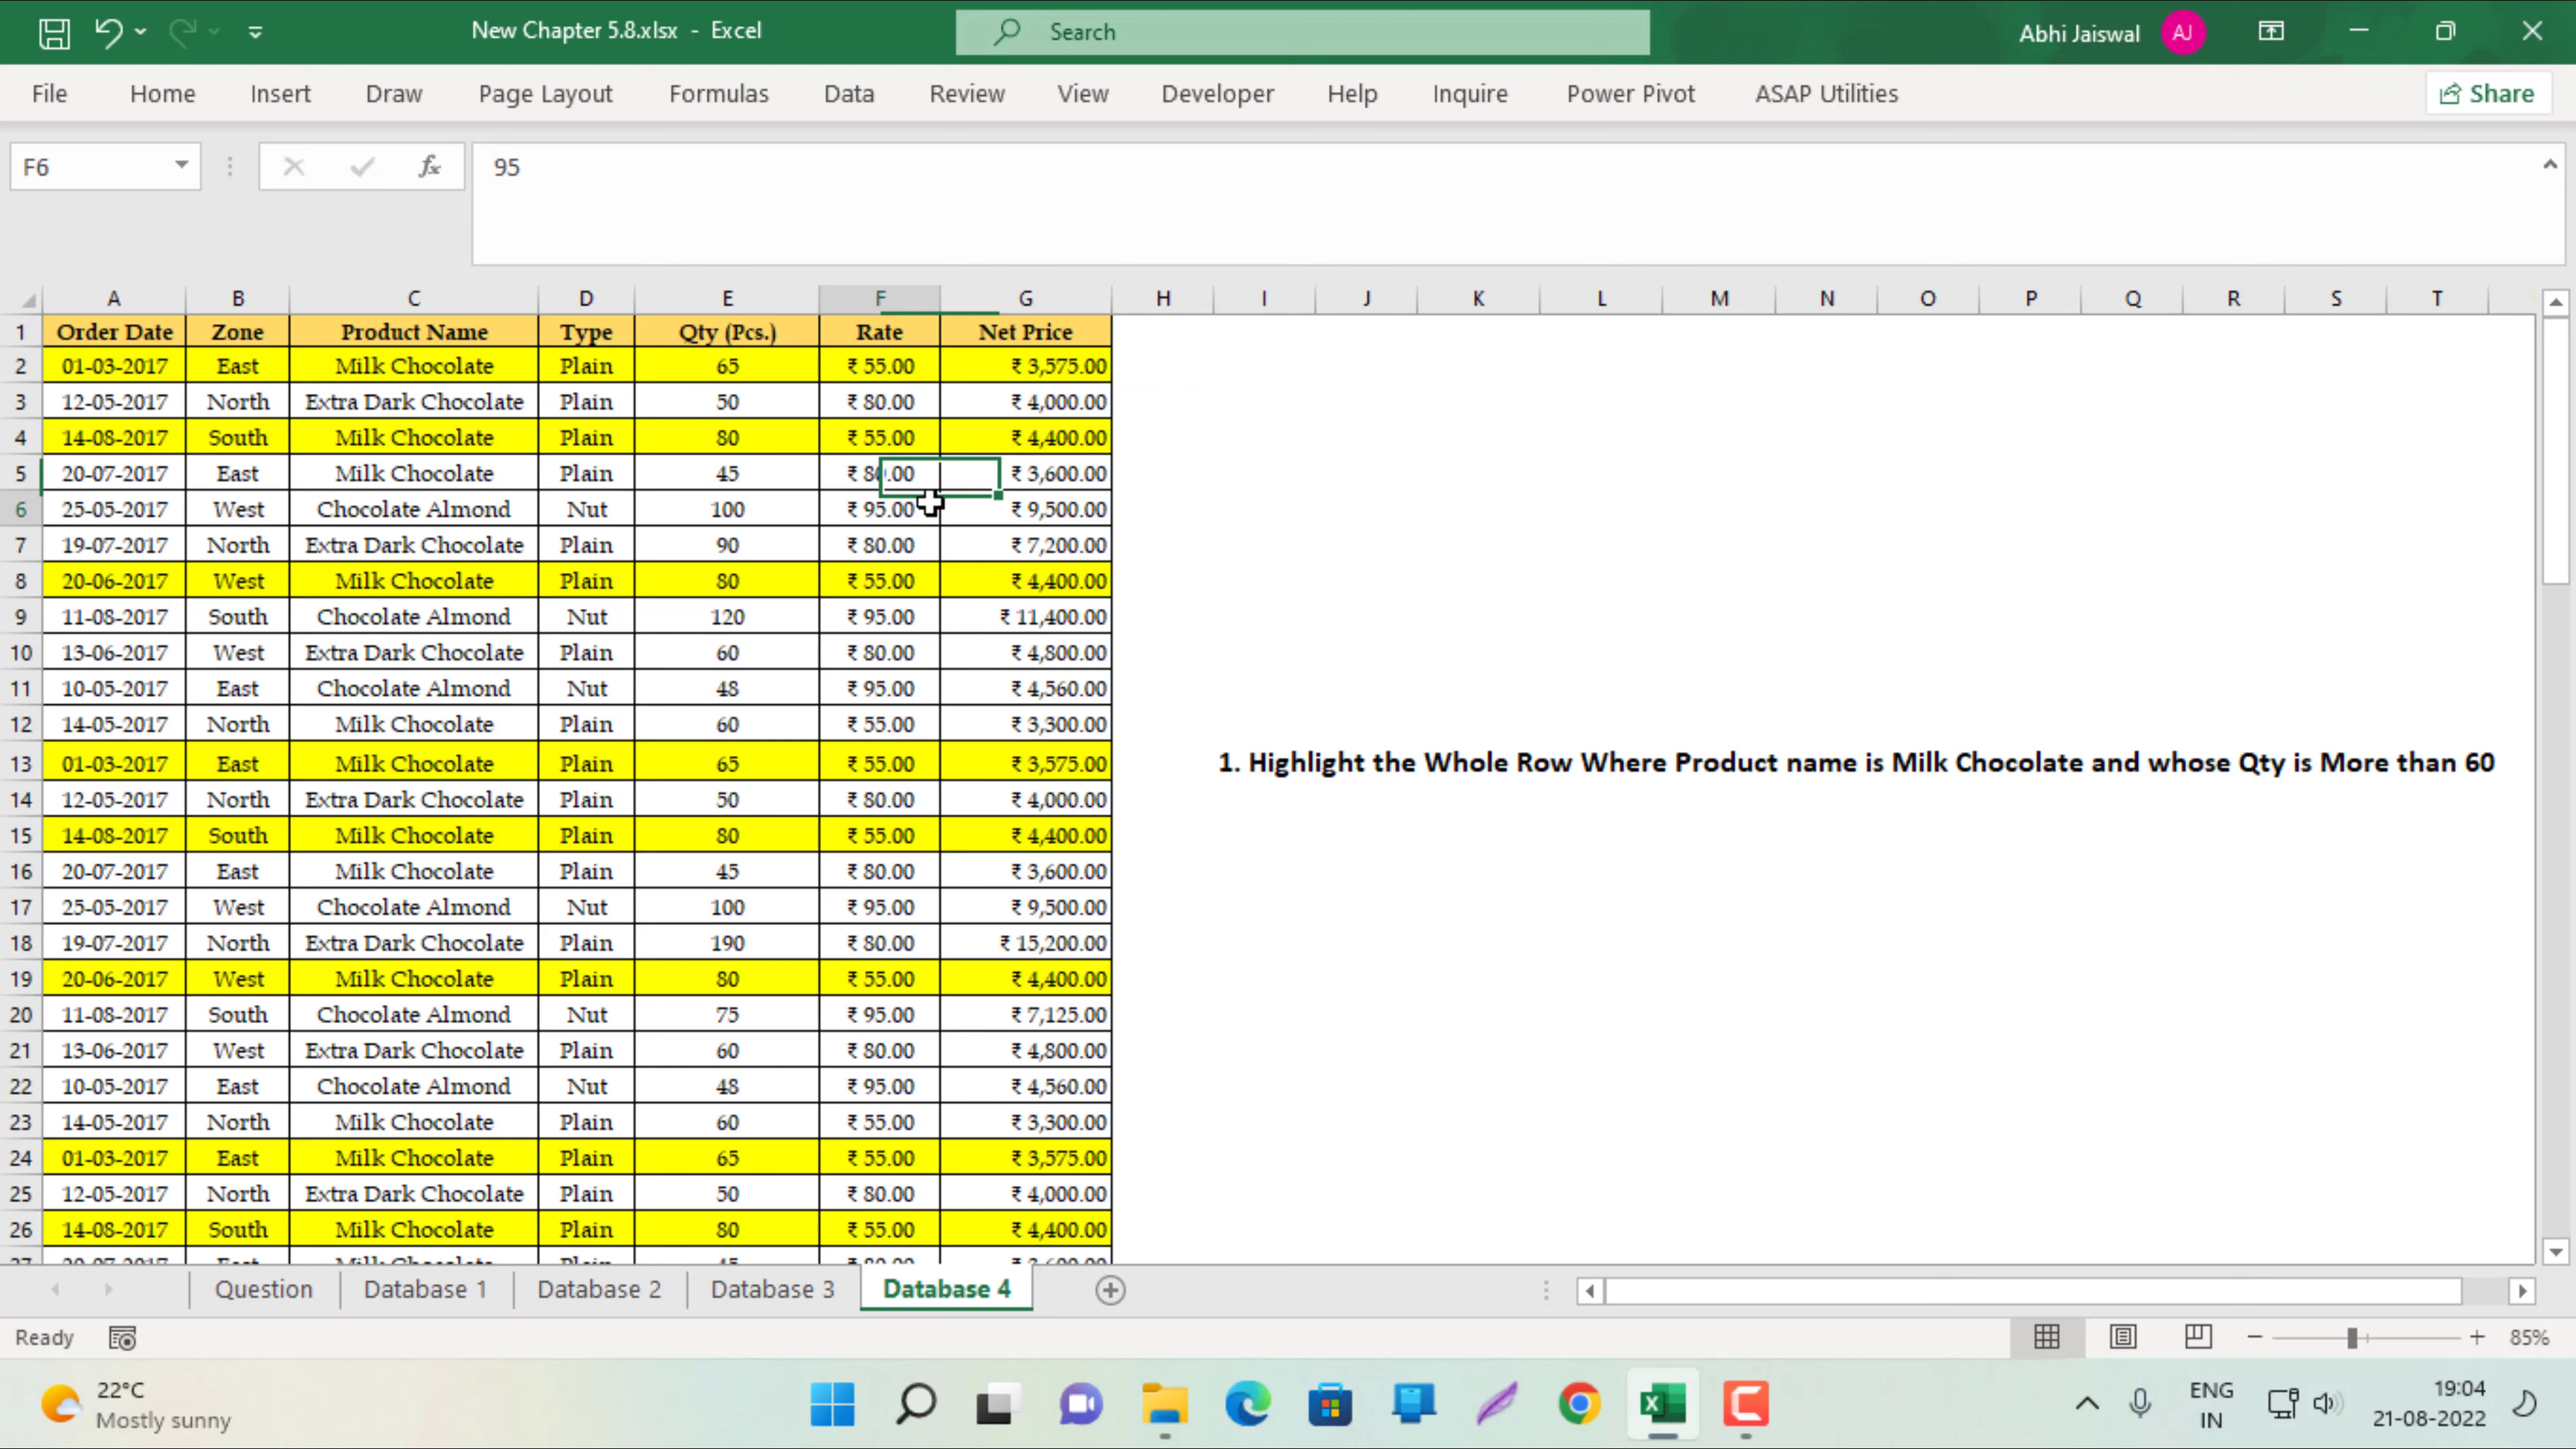 New Chapter 5.8.xlsx - Excel
Search
Abhi Jaiswal AJ
File Home Insert Draw Page Layout Formulas Data Review View Developer Help Inquire Power Pivot ASAP Utilities Share
F6 fx 95
A B C D E F G H I J K L M N O P Q R S T
1 Order Date Zone Product Name Type Qty (Pcs.) Rate Net Price
2 01-03-2017 East Milk Chocolate Plain 65 ₹ 55.00 ₹ 3,575.00
3 12-05-2017 North Extra Dark Chocolate Plain 50 ₹ 80.00 ₹ 4,000.00
4 14-08-2017 South Milk Chocolate Plain 80 ₹ 55.00 ₹ 4,400.00
5 20-07-2017 East Milk Chocolate Plain 45 ₹ 80.00 ₹ 3,600.00
6 25-05-2017 West Chocolate Almond Nut 100 ₹ 95.00 ₹ 9,500.00
7 19-07-2017 North Extra Dark Chocolate Plain 90 ₹ 80.00 ₹ 7,200.00
8 20-06-2017 West Milk Chocolate Plain 80 ₹ 55.00 ₹ 4,400.00
9 11-08-2017 South Chocolate Almond Nut 120 ₹ 95.00 ₹ 11,400.00
10 13-06-2017 West Extra Dark Chocolate Plain 60 ₹ 80.00 ₹ 4,800.00
11 10-05-2017 East Chocolate Almond Nut 48 ₹ 95.00 ₹ 4,560.00
12 14-05-2017 North Milk Chocolate Plain 60 ₹ 55.00 ₹ 3,300.00
13 01-03-2017 East Milk Chocolate Plain 65 ₹ 55.00 ₹ 3,575.00 1. Highlight the Whole Row Where Product name is Milk Chocolate and whose Qty is More than 60
14 12-05-2017 North Extra Dark Chocolate Plain 50 ₹ 80.00 ₹ 4,000.00
15 14-08-2017 South Milk Chocolate Plain 80 ₹ 55.00 ₹ 4,400.00
16 20-07-2017 East Milk Chocolate Plain 45 ₹ 80.00 ₹ 3,600.00
17 25-05-2017 West Chocolate Almond Nut 100 ₹ 95.00 ₹ 9,500.00
18 19-07-2017 North Extra Dark Chocolate Plain 190 ₹ 80.00 ₹ 15,200.00
19 20-06-2017 West Milk Chocolate Plain 80 ₹ 55.00 ₹ 4,400.00
20 11-08-2017 South Chocolate Almond Nut 75 ₹ 95.00 ₹ 7,125.00
21 13-06-2017 West Extra Dark Chocolate Plain 60 ₹ 80.00 ₹ 4,800.00
22 10-05-2017 East Chocolate Almond Nut 48 ₹ 95.00 ₹ 4,560.00
23 14-05-2017 North Milk Chocolate Plain 60 ₹ 55.00 ₹ 3,300.00
24 01-03-2017 East Milk Chocolate Plain 65 ₹ 55.00 ₹ 3,575.00
25 12-05-2017 North Extra Dark Chocolate Plain 50 ₹ 80.00 ₹ 4,000.00
26 14-08-2017 South Milk Chocolate Plain 80 ₹ 55.00 ₹ 4,400.00
Question Database 1 Database 2 Database 3 Database 4
Ready 85%
22°C ENG 19:04
Mostly sunny IN 21-08-2022